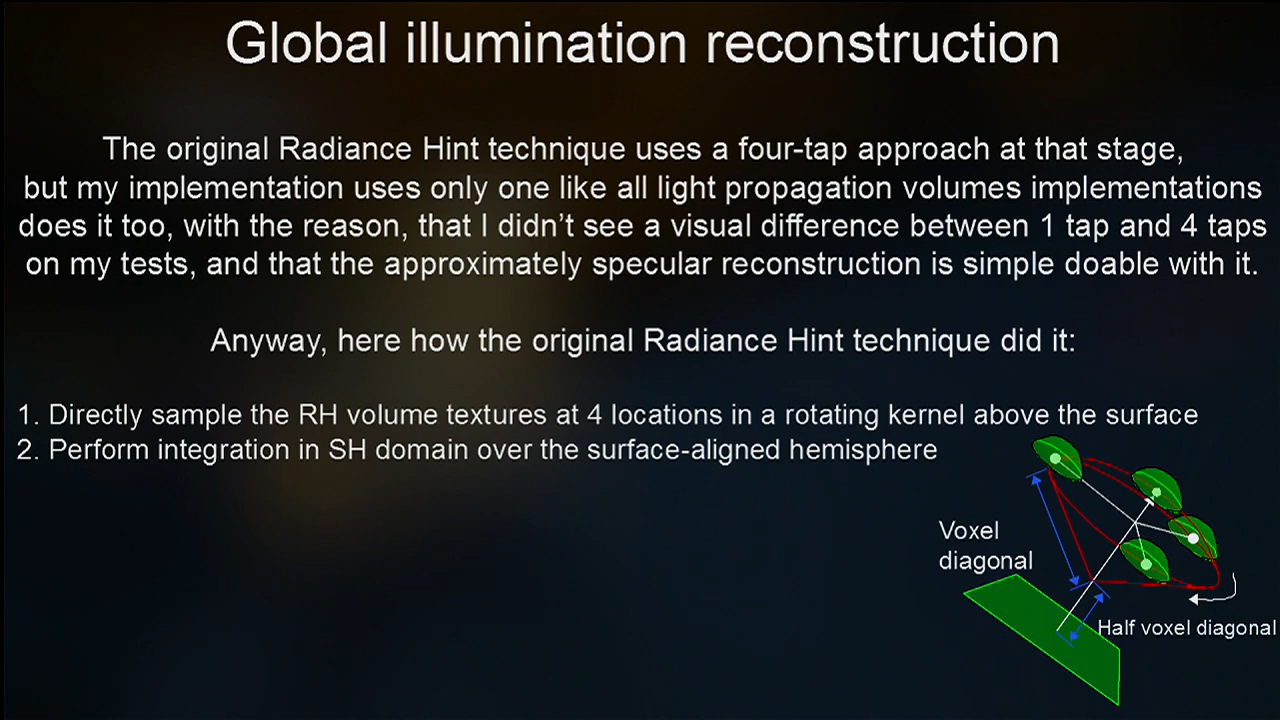 Global illumination reconstruction
The original Radiance Hint technique uses a four-tap approach at that stage,
but my implementation uses only one like all light propagation volumes implementations
does it too, with the reason, that I didn’t see a visual difference between 1 tap and 4 taps
on my tests, and that the approximately specular reconstruction is simple doable with it.
Anyway, here how the original Radiance Hint technique did it:
1. Directly sample the RH volume textures at 4 locations in a rotating kernel above the surface
2. Perform integration in SH domain over the surface-aligned hemisphere
Voxel
diagonal
Half voxel diagonal